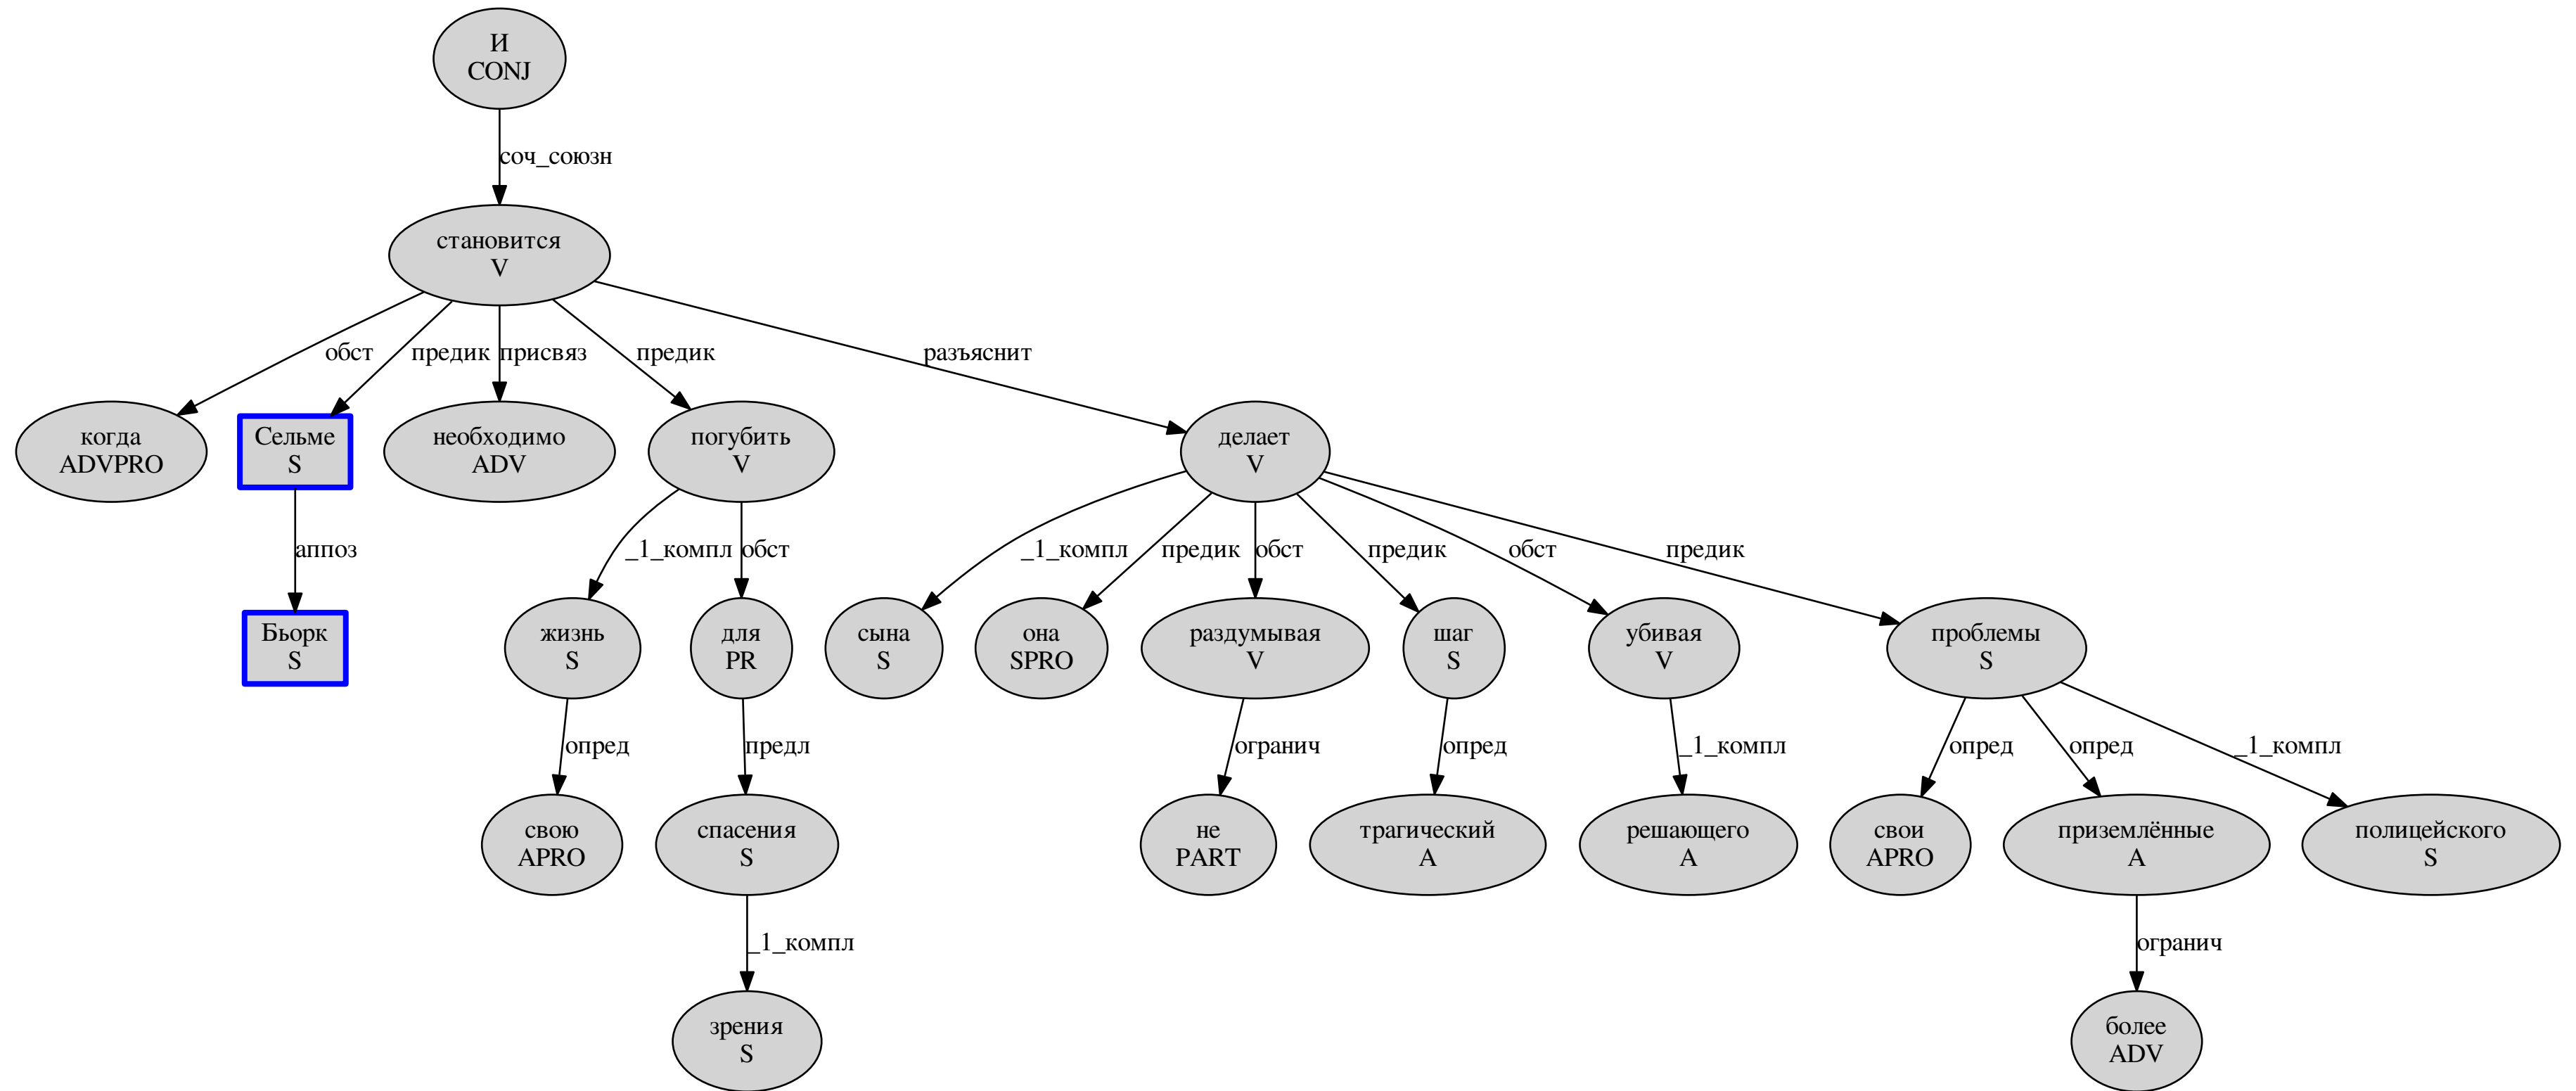 И
CONJ
соч_союзн
становится
V
обст
предик
присвяз
предик
разъяснит
когда
ADVPRO
Сельме
S
необходимо
ADV
погубить
V
делает
V
аппоз
_1_компл
обст
_1_компл
предик
обст
предик
обст
предик
Бьорк
S
жизнь
S
для
PR
сына
S
она
SPRO
раздумывая
V
шаг
S
убивая
V
проблемы
S
опред
предл
огранич
опред
_1_компл
опред
опред
_1_компл
свою
APRO
спасения
S
не
PART
трагический
A
решающего
A
свои
APRO
приземлённые
A
полицейского
S
_1_компл
огранич
зрения
S
более
ADV